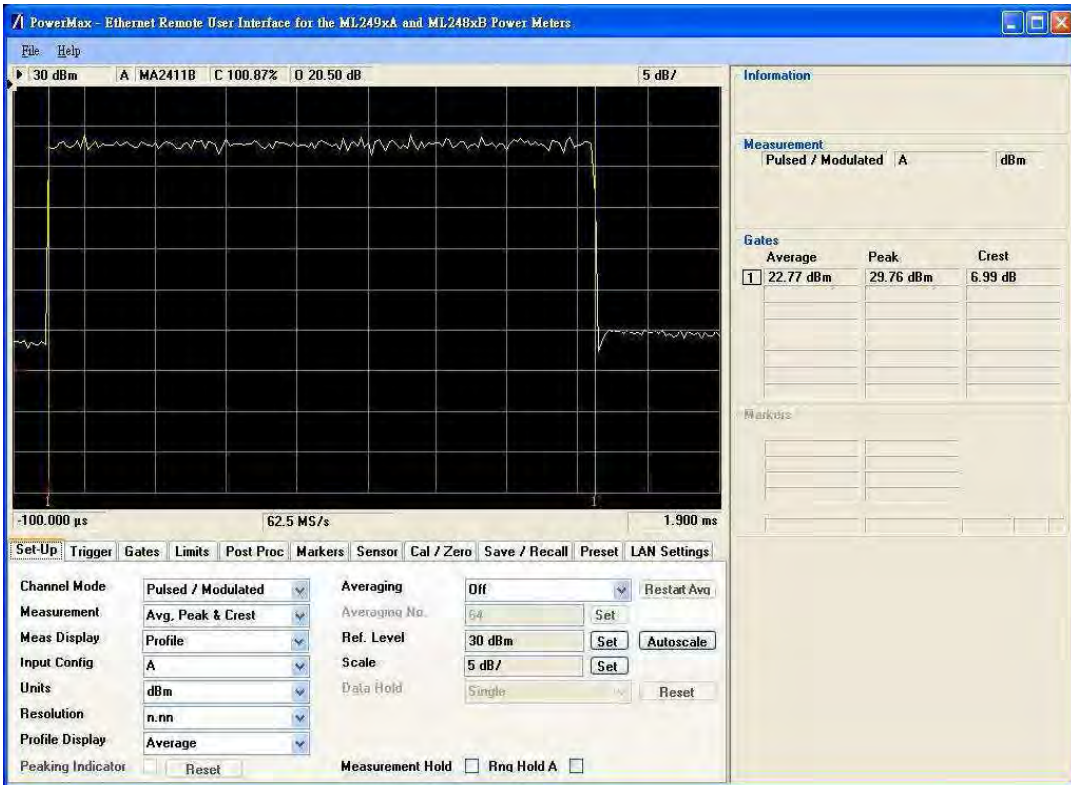 PowerMax - Ethernet Remote User Interface for the ML249xA and ML248xB Power Meters
File Help
30 dBm A MA2411B C 100.87% O 20.50 dB 5 dB/
1 1'
-100.000 µs 62.5 MS/s 1.900 ms
Information
Measurement
Pulsed / Modulated A dBm
Gates
Average Peak Crest
1 22.77 dBm 29.76 dBm 6.99 dB
Markers
Set-Up Trigger Gates Limits Post Proc Markers Sensor Cal / Zero Save / Recall Preset LAN Settings
Channel Mode Pulsed / Modulated Averaging Off Restart Avg
Measurement Avg, Peak & Crest Averaging No. 64 Set
Meas Display Profile Ref. Level 30 dBm Set Autoscale
Input Config A Scale 5 dB/ Set
Units dBm Data Hold Single Reset
Resolution n.nn
Profile Display Average
Peaking Indicator Reset Measurement Hold Rng Hold A